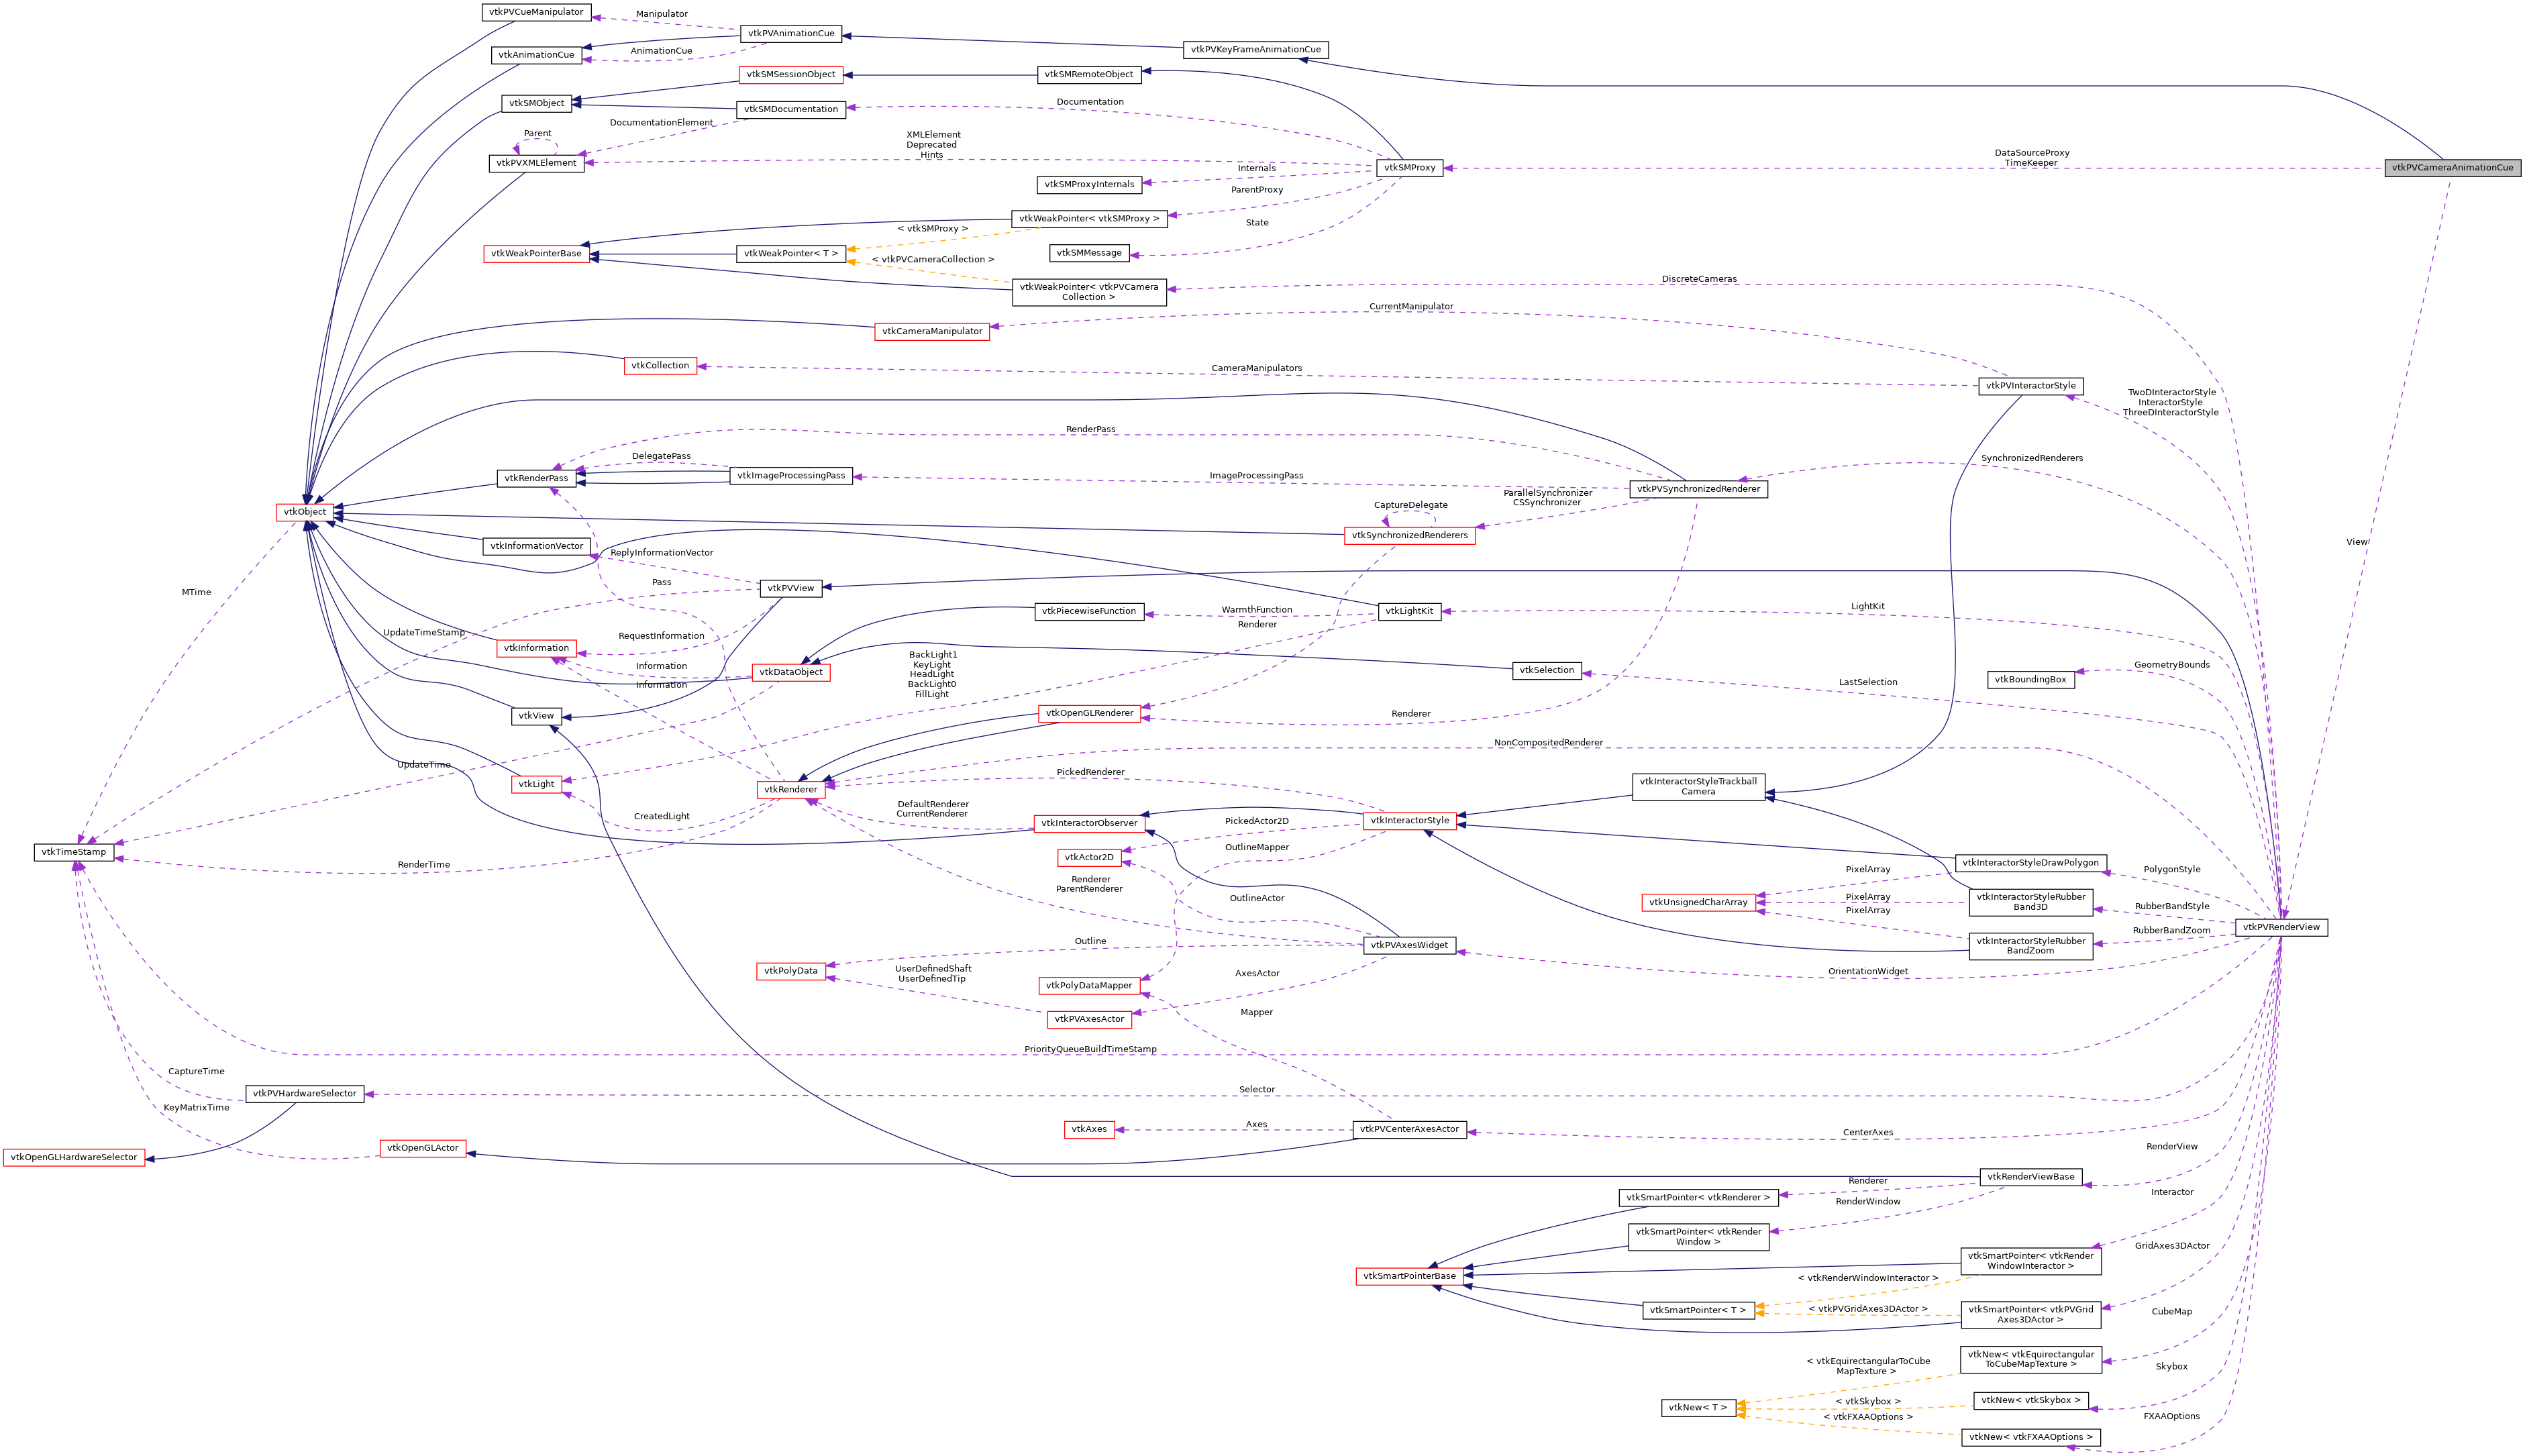 vtkPVCueManipulator
Manipulator
vtkPVAnimationCue
vtkAnimationCue
AnimationCue
vtkPVKeyFrameAnimationCue
vtkSMSessionObject
vtkSMRemoteObject
vtkSMObject
vtkSMDocumentation
Documentation
DocumentationElement
Parent
vtkPVXMLElement
XMLElement
Deprecated
Hints
vtkSMProxy
DataSourceProxy
TimeKeeper
vtkPVCameraAnimationCue
Internals
vtkSMProxyInternals
ParentProxy
vtkWeakPointer< vtkSMProxy >
State
< vtkSMProxy >
vtkWeakPointerBase
vtkWeakPointer< T >
vtkSMMessage
< vtkPVCameraCollection >
vtkWeakPointer< vtkPVCamera
Collection >
DiscreteCameras
CurrentManipulator
vtkCameraManipulator
vtkCollection
CameraManipulators
vtkPVInteractorStyle
TwoDInteractorStyle
InteractorStyle
ThreeDInteractorStyle
RenderPass
DelegatePass
vtkRenderPass
vtkImageProcessingPass
ImageProcessingPass
SynchronizedRenderers
vtkPVSynchronizedRenderer
ParallelSynchronizer
CSSynchronizer
CaptureDelegate
vtkObject
vtkSynchronizedRenderers
vtkInformationVector
ReplyInformationVector
View
MTime
Pass
vtkPVView
vtkPiecewiseFunction
WarmthFunction
vtkLightKit
LightKit
Renderer
UpdateTimeStamp
RequestInformation
vtkInformation
Information
vtkDataObject
BackLight1
KeyLight
HeadLight
BackLight0
FillLight
vtkSelection
LastSelection
GeometryBounds
vtkBoundingBox
Information
vtkView
vtkOpenGLRenderer
Renderer
NonCompositedRenderer
UpdateTime
vtkLight
vtkRenderer
PickedRenderer
vtkInteractorStyleTrackball
Camera
CreatedLight
DefaultRenderer
CurrentRenderer
vtkInteractorObserver
PickedActor2D
vtkInteractorStyle
vtkTimeStamp
RenderTime
vtkActor2D
OutlineMapper
vtkInteractorStyleDrawPolygon
PolygonStyle
Renderer
ParentRenderer
OutlineActor
PixelArray
vtkUnsignedCharArray
PixelArray
PixelArray
vtkInteractorStyleRubber
Band3D
RubberBandStyle
vtkPVRenderView
RubberBandZoom
vtkInteractorStyleRubber
BandZoom
Outline
vtkPVAxesWidget
OrientationWidget
vtkPolyData
UserDefinedShaft
UserDefinedTip
AxesActor
vtkPolyDataMapper
vtkPVAxesActor
Mapper
PriorityQueueBuildTimeStamp
CaptureTime
vtkPVHardwareSelector
Selector
KeyMatrixTime
vtkAxes
Axes
vtkPVCenterAxesActor
CenterAxes
vtkOpenGLHardwareSelector
vtkOpenGLActor
RenderView
vtkRenderViewBase
Renderer
vtkSmartPointer< vtkRenderer >
RenderWindow
Interactor
vtkSmartPointer< vtkRender
Window >
GridAxes3DActor
vtkSmartPointer< vtkRender
WindowInteractor >
vtkSmartPointerBase
< vtkRenderWindowInteractor >
vtkSmartPointer< T >
< vtkPVGridAxes3DActor >
vtkSmartPointer< vtkPVGrid
Axes3DActor >
CubeMap
< vtkEquirectangularToCube
MapTexture >
vtkNew< vtkEquirectangular
ToCubeMapTexture >
Skybox
vtkNew< T >
< vtkSkybox >
vtkNew< vtkSkybox >
< vtkFXAAOptions >
FXAAOptions
vtkNew< vtkFXAAOptions >